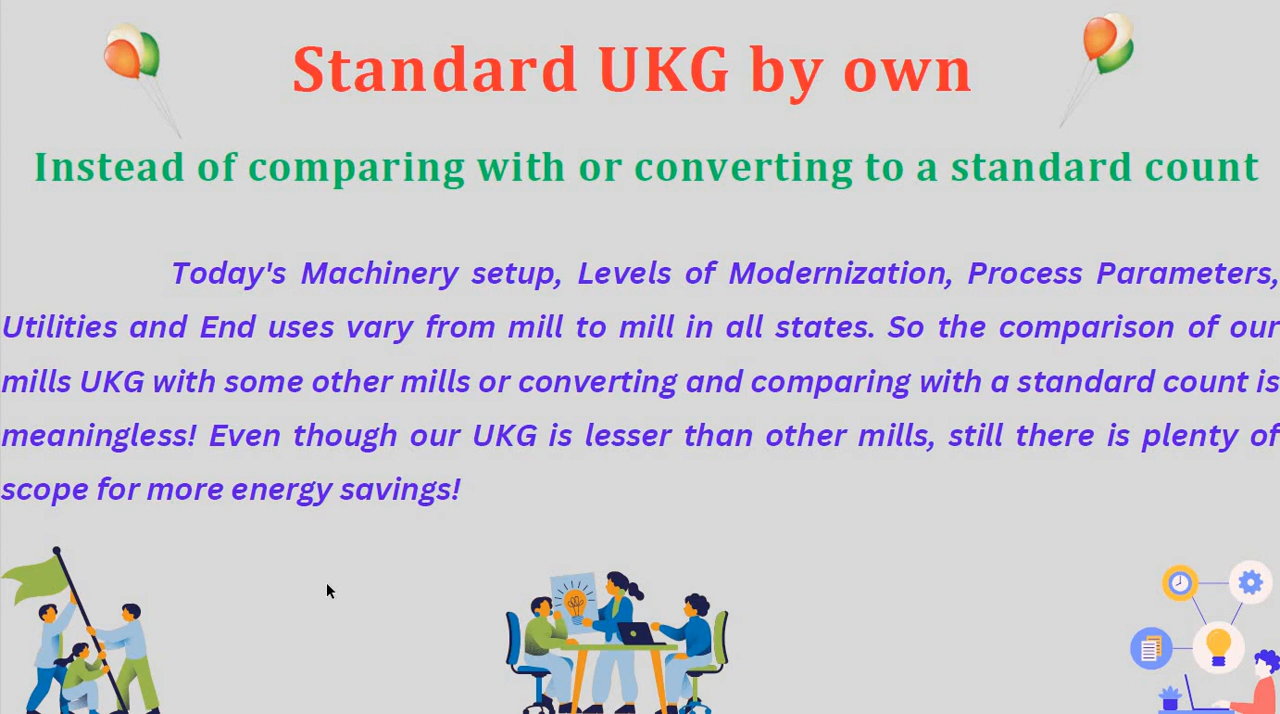 Standard UKG by own
Instead of comparing with or converting to a standard count
Today's Machinery setup, Levels of Modernization, Process Parameters,
Utilities and End uses vary from mill to mill in all states. So the comparison of our
mills UKG with some other mills or converting and comparing with a standard count is
meaningless! Even though our UKG is lesser than other mills, still there is plenty of
scope for more energy savings!